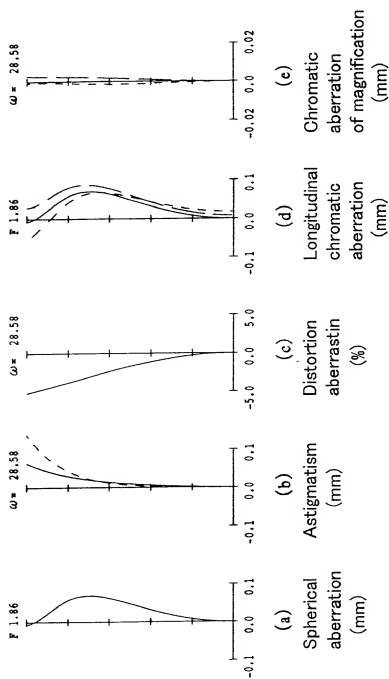 F 1.86
-0.1 0.0 0.1
(a)
Spherical
aberration
(mm)
ω = 28.58
-0.1 0.0 0.1
(b)
Astigmatism
(mm)
ω = 28.58
-5.0 0.0 5.0
(c)
Distortion
aberrastin
(%)
F 1.86
-0.1 0.0 0.1
(d)
Longitudinal
chromatic
aberration
(mm)
ω = 28.58
-0.02 0.0 0.02
(e)
Chromatic
aberration
of magnification
(mm)